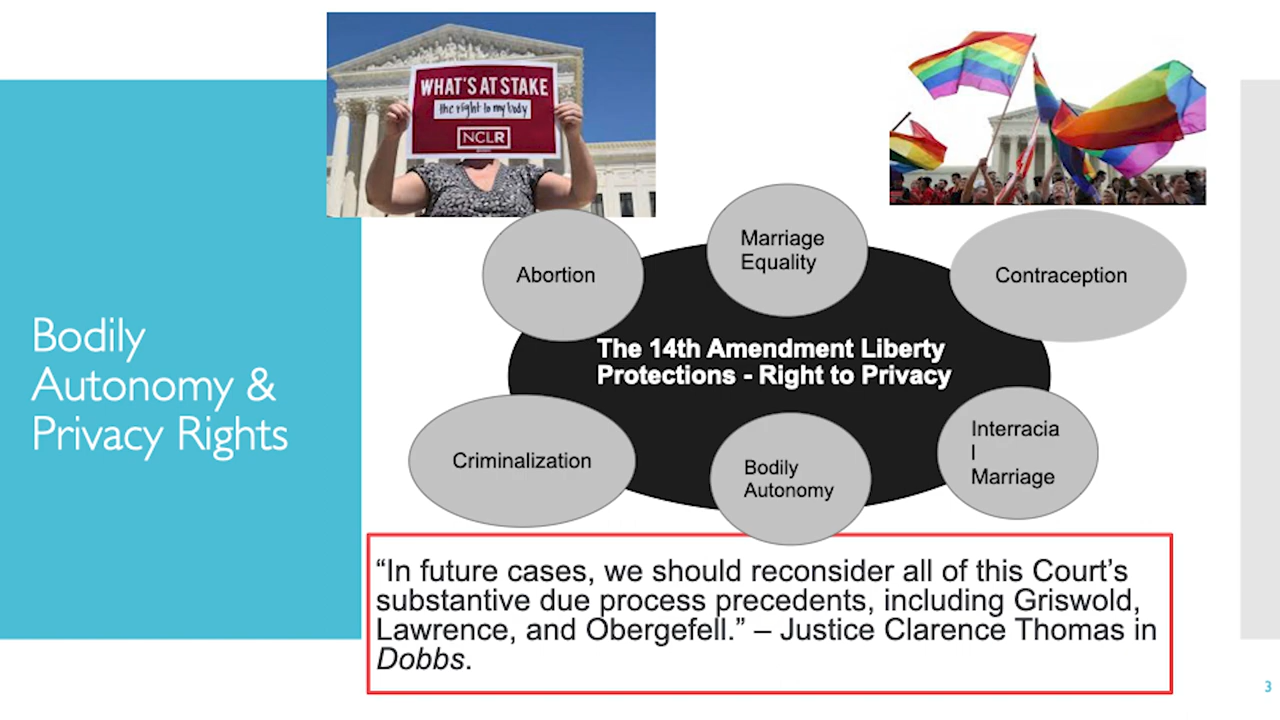 WHAT'S AT STAKE
the right to my body
NCLR
Bodily
Autonomy &
Privacy Rights
Abortion
Marriage
Equality
Contraception
The 14th Amendment Liberty
Protections - Right to Privacy
Criminalization
Bodily
Autonomy
Interracia
l
Marriage
“In future cases, we should reconsider all of this Court’s
substantive due process precedents, including Griswold,
Lawrence, and Obergefell.” – Justice Clarence Thomas in
Dobbs.
3